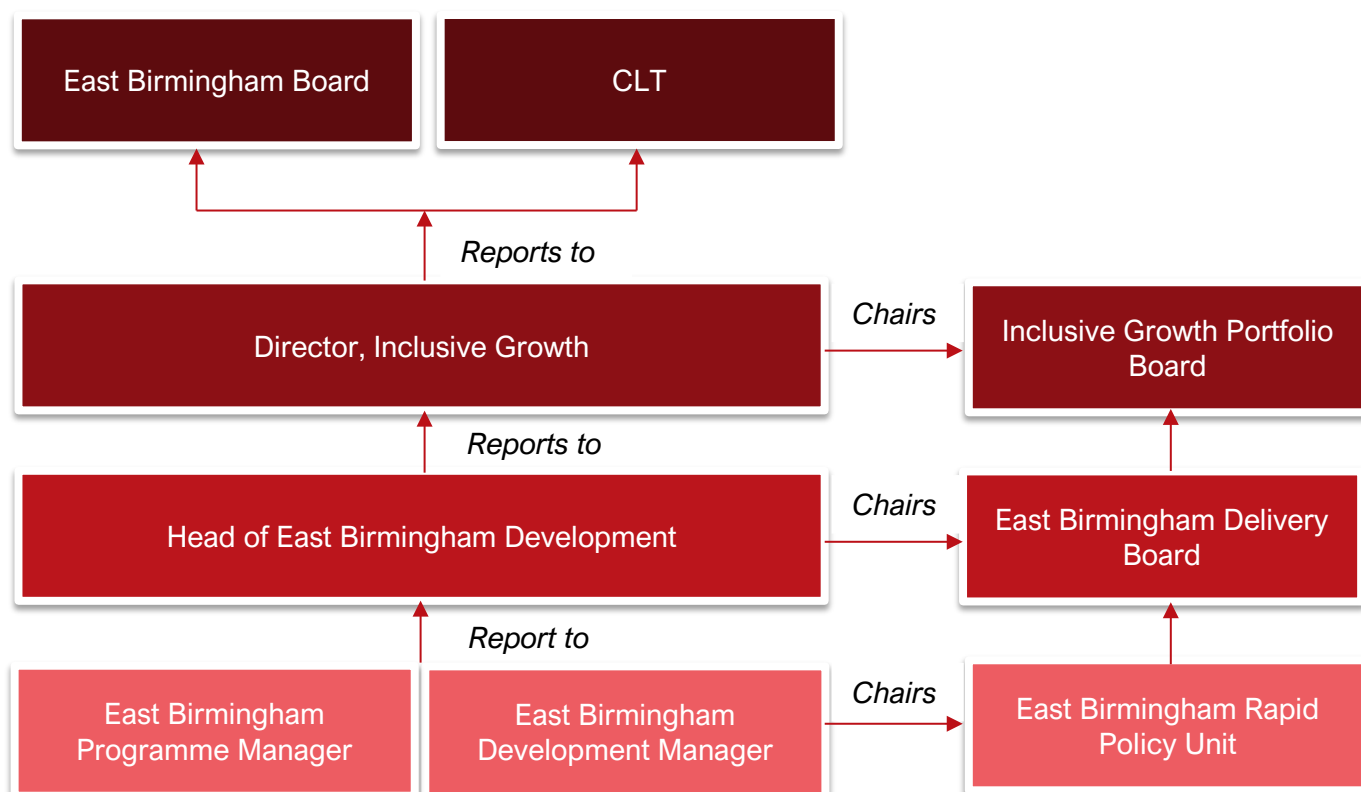 East Birmingham Board
CLT
Reports to
Director, Inclusive Growth
Chairs
Inclusive Growth Portfolio
Board
Reports to
Head of East Birmingham Development
Chairs
East Birmingham Delivery
Board
Report to
East Birmingham
Programme Manager
East Birmingham
Development Manager
Chairs
East Birmingham Rapid
Policy Unit